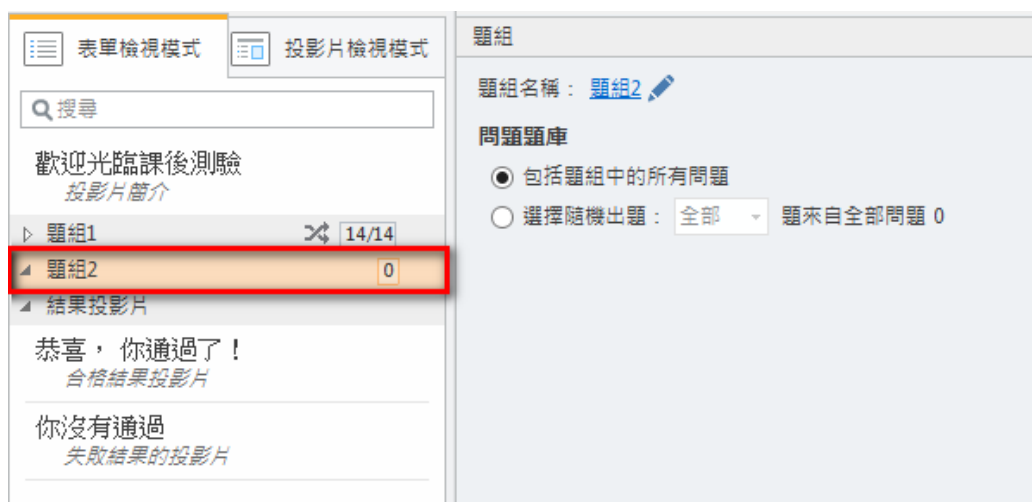 表單檢視模式
投影片檢視模式
搜尋
歡迎光臨課後測驗
投影片簡介
題組1 14/14
題組2 0
結果投影片
恭喜，你通過了！
合格結果投影片
你沒有通過
失敗結果的投影片
題組
題組名稱： 題組2
問題題庫
包括題組中的所有問題
選擇隨機出題： 全部 題來自全部問題 0